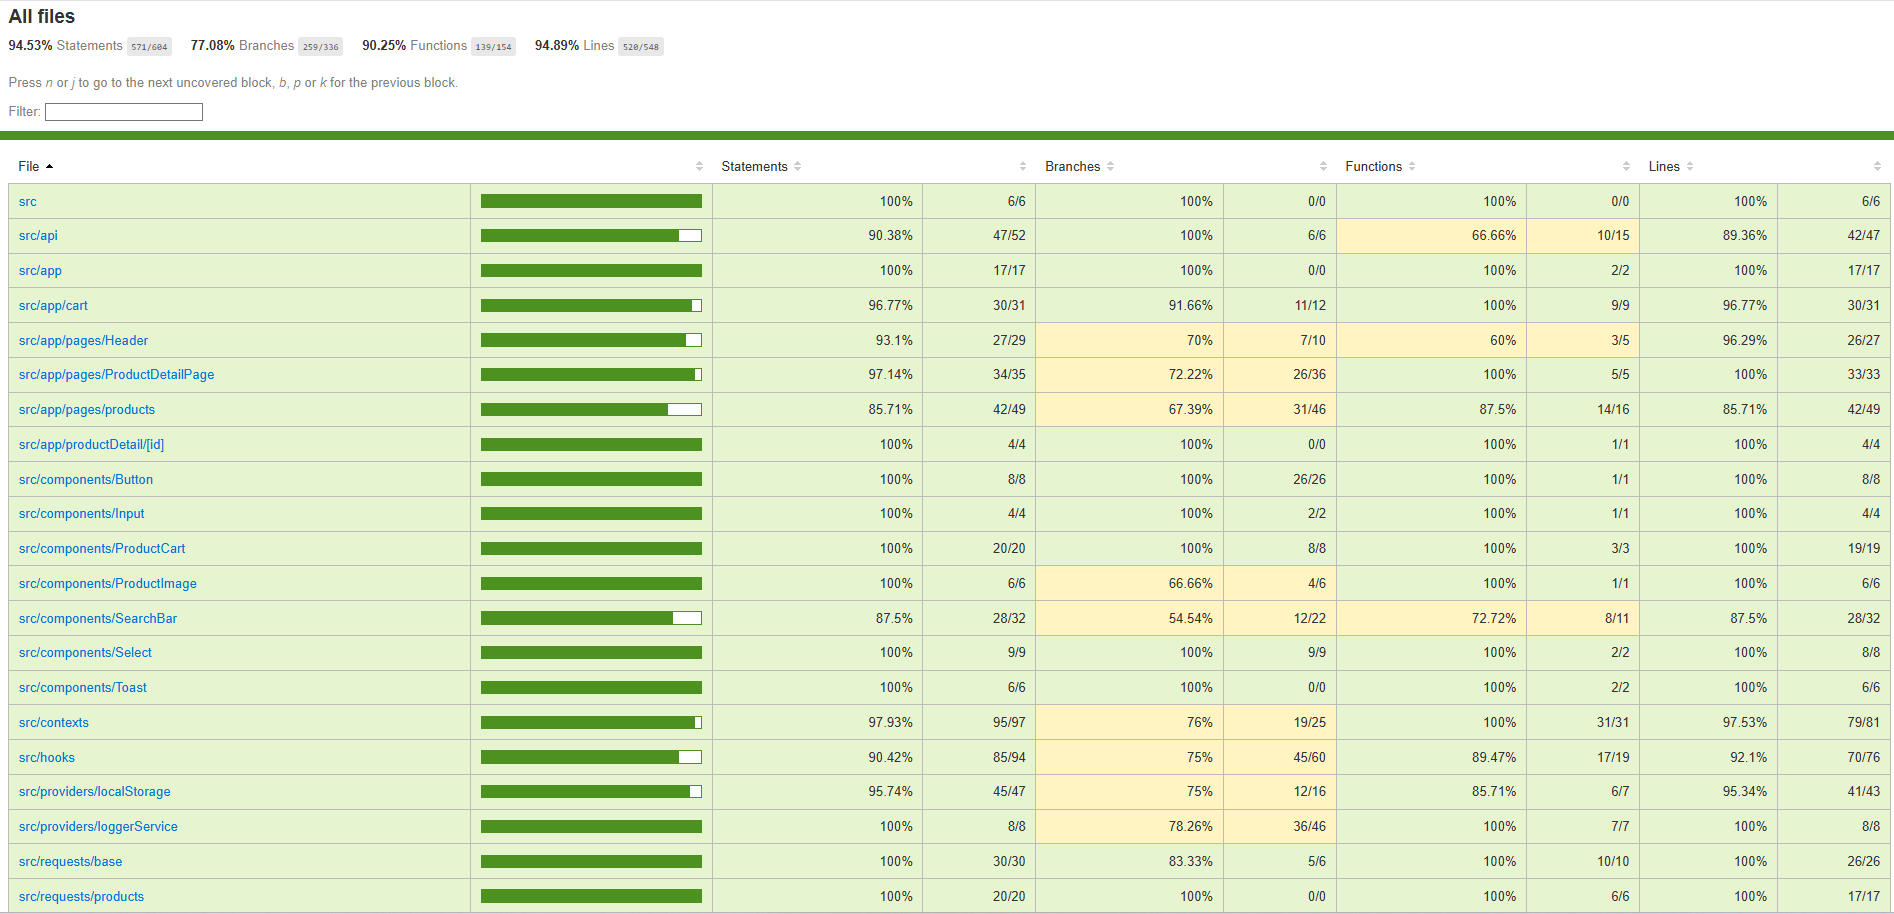 All files
94.53% Statements 571/604 77.08% Branches 259/336 90.25% Functions 139/154 94.89% Lines 520/548
Press n or j to go to the next uncovered block, b, p or k for the previous block.
Filter:
File Statements Branches Functions Lines
src 100% 6/6 100% 0/0 100% 0/0 100% 6/6
src/api 90.38% 47/52 100% 6/6 66.66% 10/15 89.36% 42/47
src/app 100% 17/17 100% 0/0 100% 2/2 100% 17/17
src/app/cart 96.77% 30/31 91.66% 11/12 100% 9/9 96.77% 30/31
src/app/pages/Header 93.1% 27/29 70% 7/10 60% 3/5 96.29% 26/27
src/app/pages/ProductDetailPage 97.14% 34/35 72.22% 26/36 100% 5/5 100% 33/33
src/app/pages/products 85.71% 42/49 67.39% 31/46 87.5% 14/16 85.71% 42/49
src/app/productDetail/[id] 100% 4/4 100% 0/0 100% 1/1 100% 4/4
src/components/Button 100% 8/8 100% 26/26 100% 1/1 100% 8/8
src/components/Input 100% 4/4 100% 2/2 100% 1/1 100% 4/4
src/components/ProductCart 100% 20/20 100% 8/8 100% 3/3 100% 19/19
src/components/ProductImage 100% 6/6 66.66% 4/6 100% 1/1 100% 6/6
src/components/SearchBar 87.5% 28/32 54.54% 12/22 72.72% 8/11 87.5% 28/32
src/components/Select 100% 9/9 100% 9/9 100% 2/2 100% 8/8
src/components/Toast 100% 6/6 100% 0/0 100% 2/2 100% 6/6
src/contexts 97.93% 95/97 76% 19/25 100% 31/31 97.53% 79/81
src/hooks 90.42% 85/94 75% 45/60 89.47% 17/19 92.1% 70/76
src/providers/localStorage 95.74% 45/47 75% 12/16 85.71% 6/7 95.34% 41/43
src/providers/loggerService 100% 8/8 78.26% 36/46 100% 7/7 100% 8/8
src/requests/base 100% 30/30 83.33% 5/6 100% 10/10 100% 26/26
src/requests/products 100% 20/20 100% 0/0 100% 6/6 100% 17/17